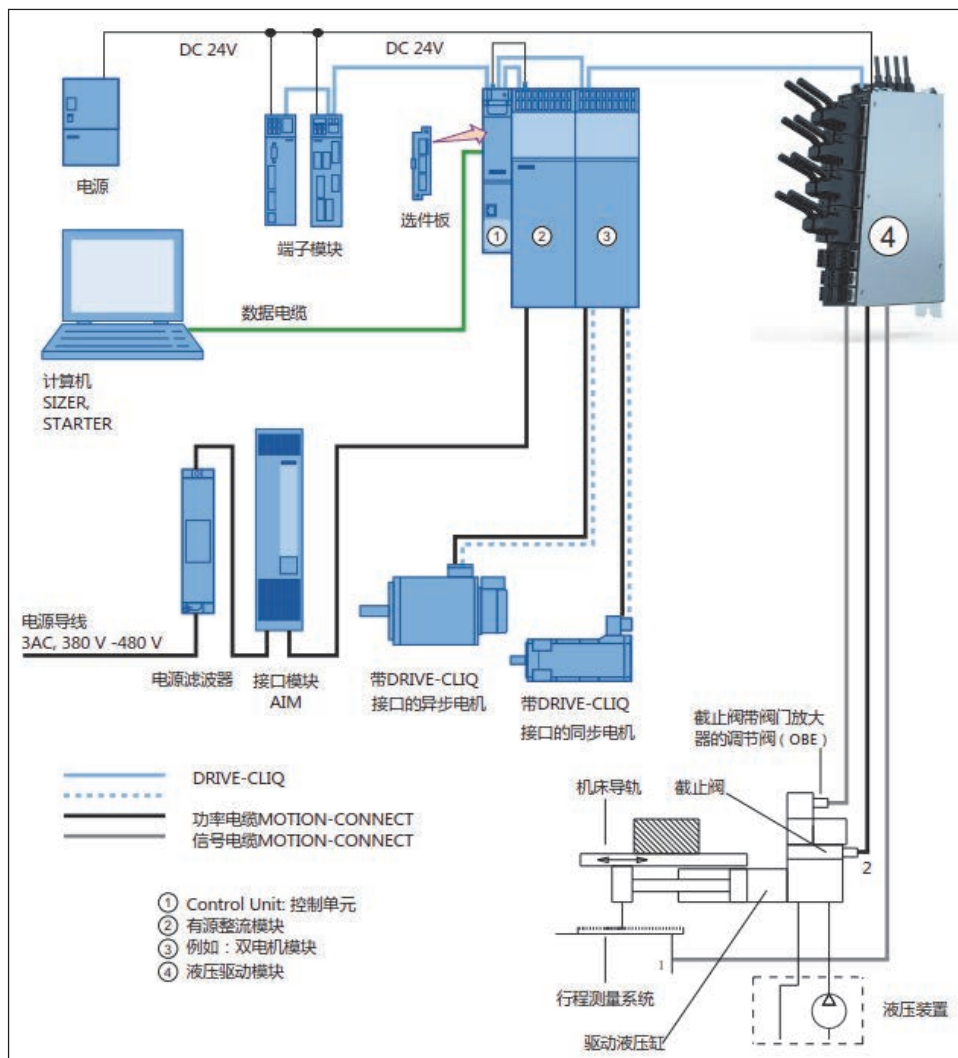 DC 24V
DC 24V
电源
端子模块
选件板
①
②
③
④
数据电缆
计算机
SIZER,
STARTER
电源导线
3AC, 380 V -480 V
电源滤波器
接口模块
AIM
带DRIVE-CLIQ
接口的异步电机
带DRIVE-CLIQ
接口的同步电机
截止阀带阀门放大
器的调节阀（OBE）
机床导轨
截止阀
2
DRIVE-CLIQ
功率电缆MOTION-CONNECT
信号电缆MOTION-CONNECT
① Control Unit: 控制单元
② 有源整流模块
③ 例如：双电机模块
④ 液压驱动模块
1
行程测量系统
驱动液压缸
液压装置